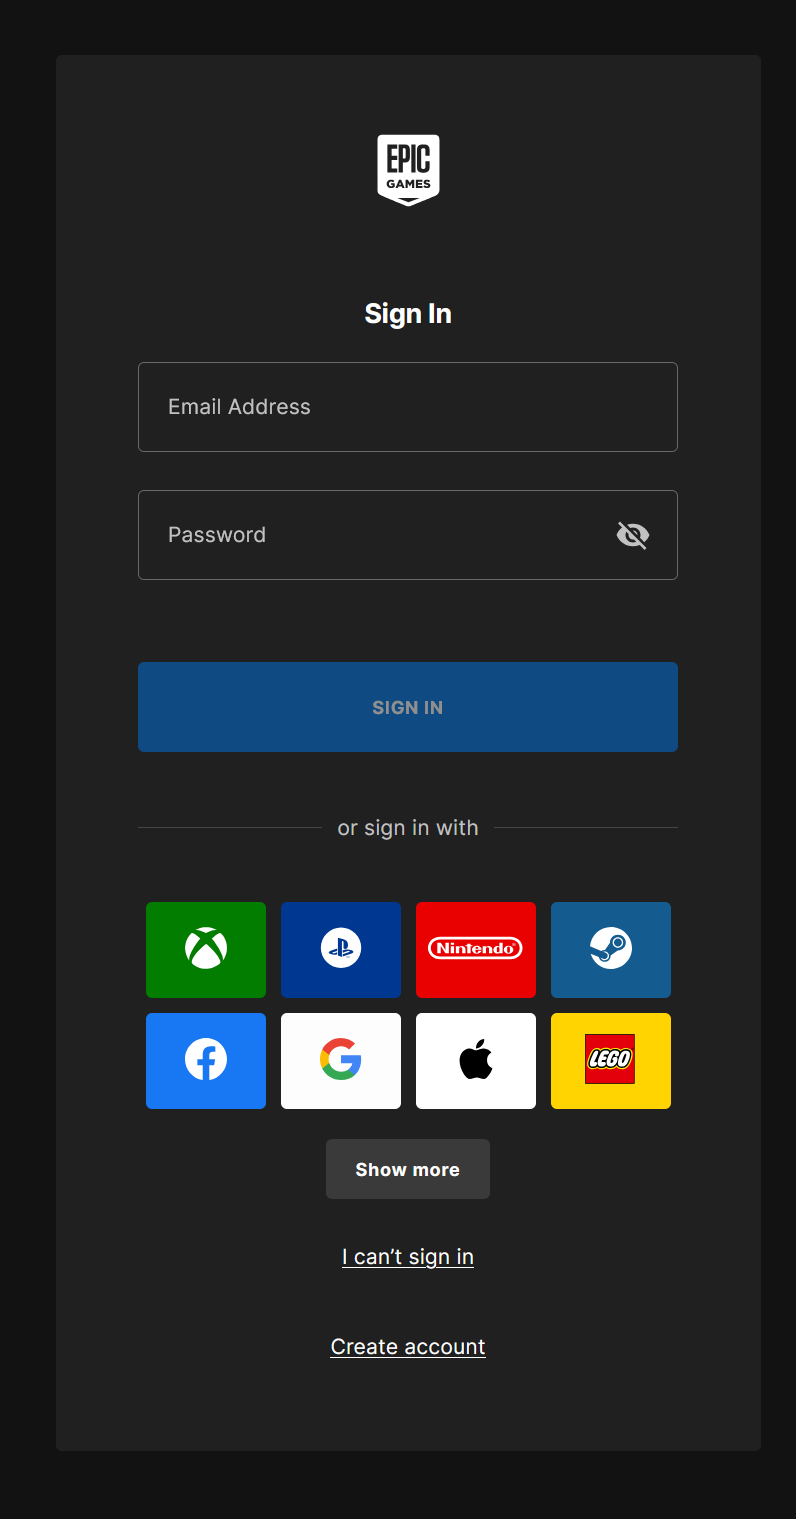 EPIC
GAMES
Sign In
Email Address
Password
SIGN IN
or sign in with
Nintendo
LEGO
Show more
I can’t sign in
Create account